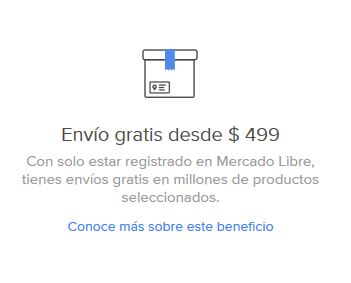 Envío gratis desde $ 499
Con solo estar registrado en Mercado Libre,
tienes envíos gratis en millones de productos
seleccionados.
Conoce más sobre este beneficio